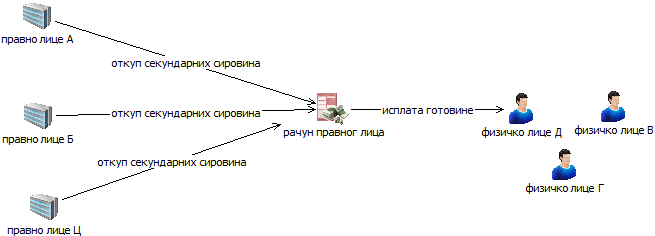 правно лице А
откуп секундарних сировина
правно лице Б
откуп секундарних сировина
рачун правног лица
исплата готовине
физичко лице Д
физичко лице В
откуп секундарних сировина
физичко лице Г
правно лице Ц